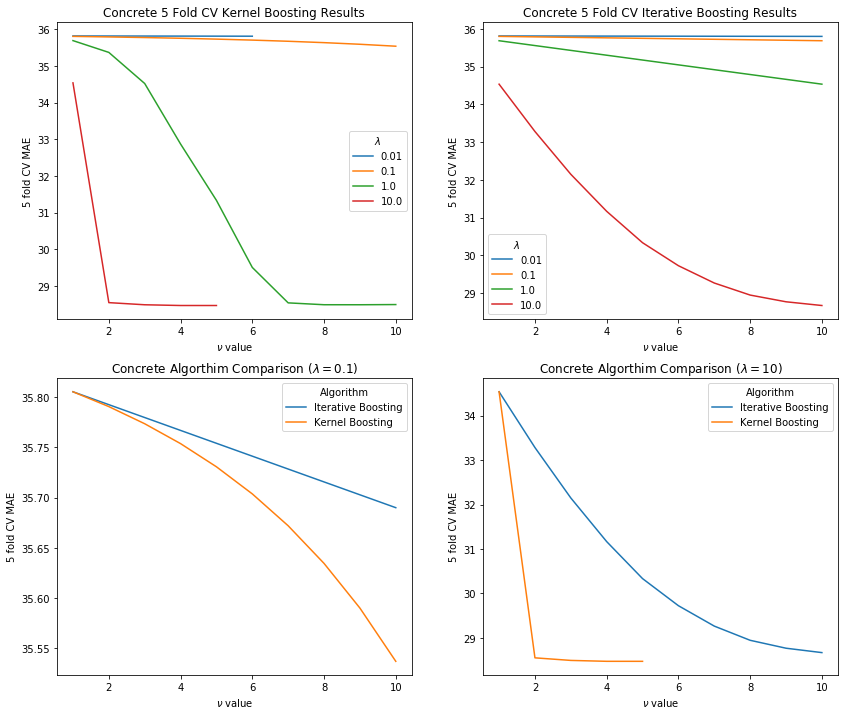 Concrete 5 Fold CV Kernel Boosting Results
36
35
34
33
32
31
30
29
5 fold CV MAE
λ
0.01
0.1
1.0
10.0
2
4
6
8
10
ν value
Concrete 5 Fold CV Iterative Boosting Results
36
35
34
33
32
31
30
29
5 fold CV MAE
λ
0.01
0.1
1.0
10.0
2
4
6
8
10
ν value
Concrete Algorthim Comparison (λ = 0.1)
35.80
35.75
35.70
35.65
35.60
35.55
5 fold CV MAE
Algorithm
Iterative Boosting
Kernel Boosting
2
4
6
8
10
ν value
Concrete Algorthim Comparison (λ = 10)
34
33
32
31
30
29
5 fold CV MAE
Algorithm
Iterative Boosting
Kernel Boosting
2
4
6
8
10
ν value